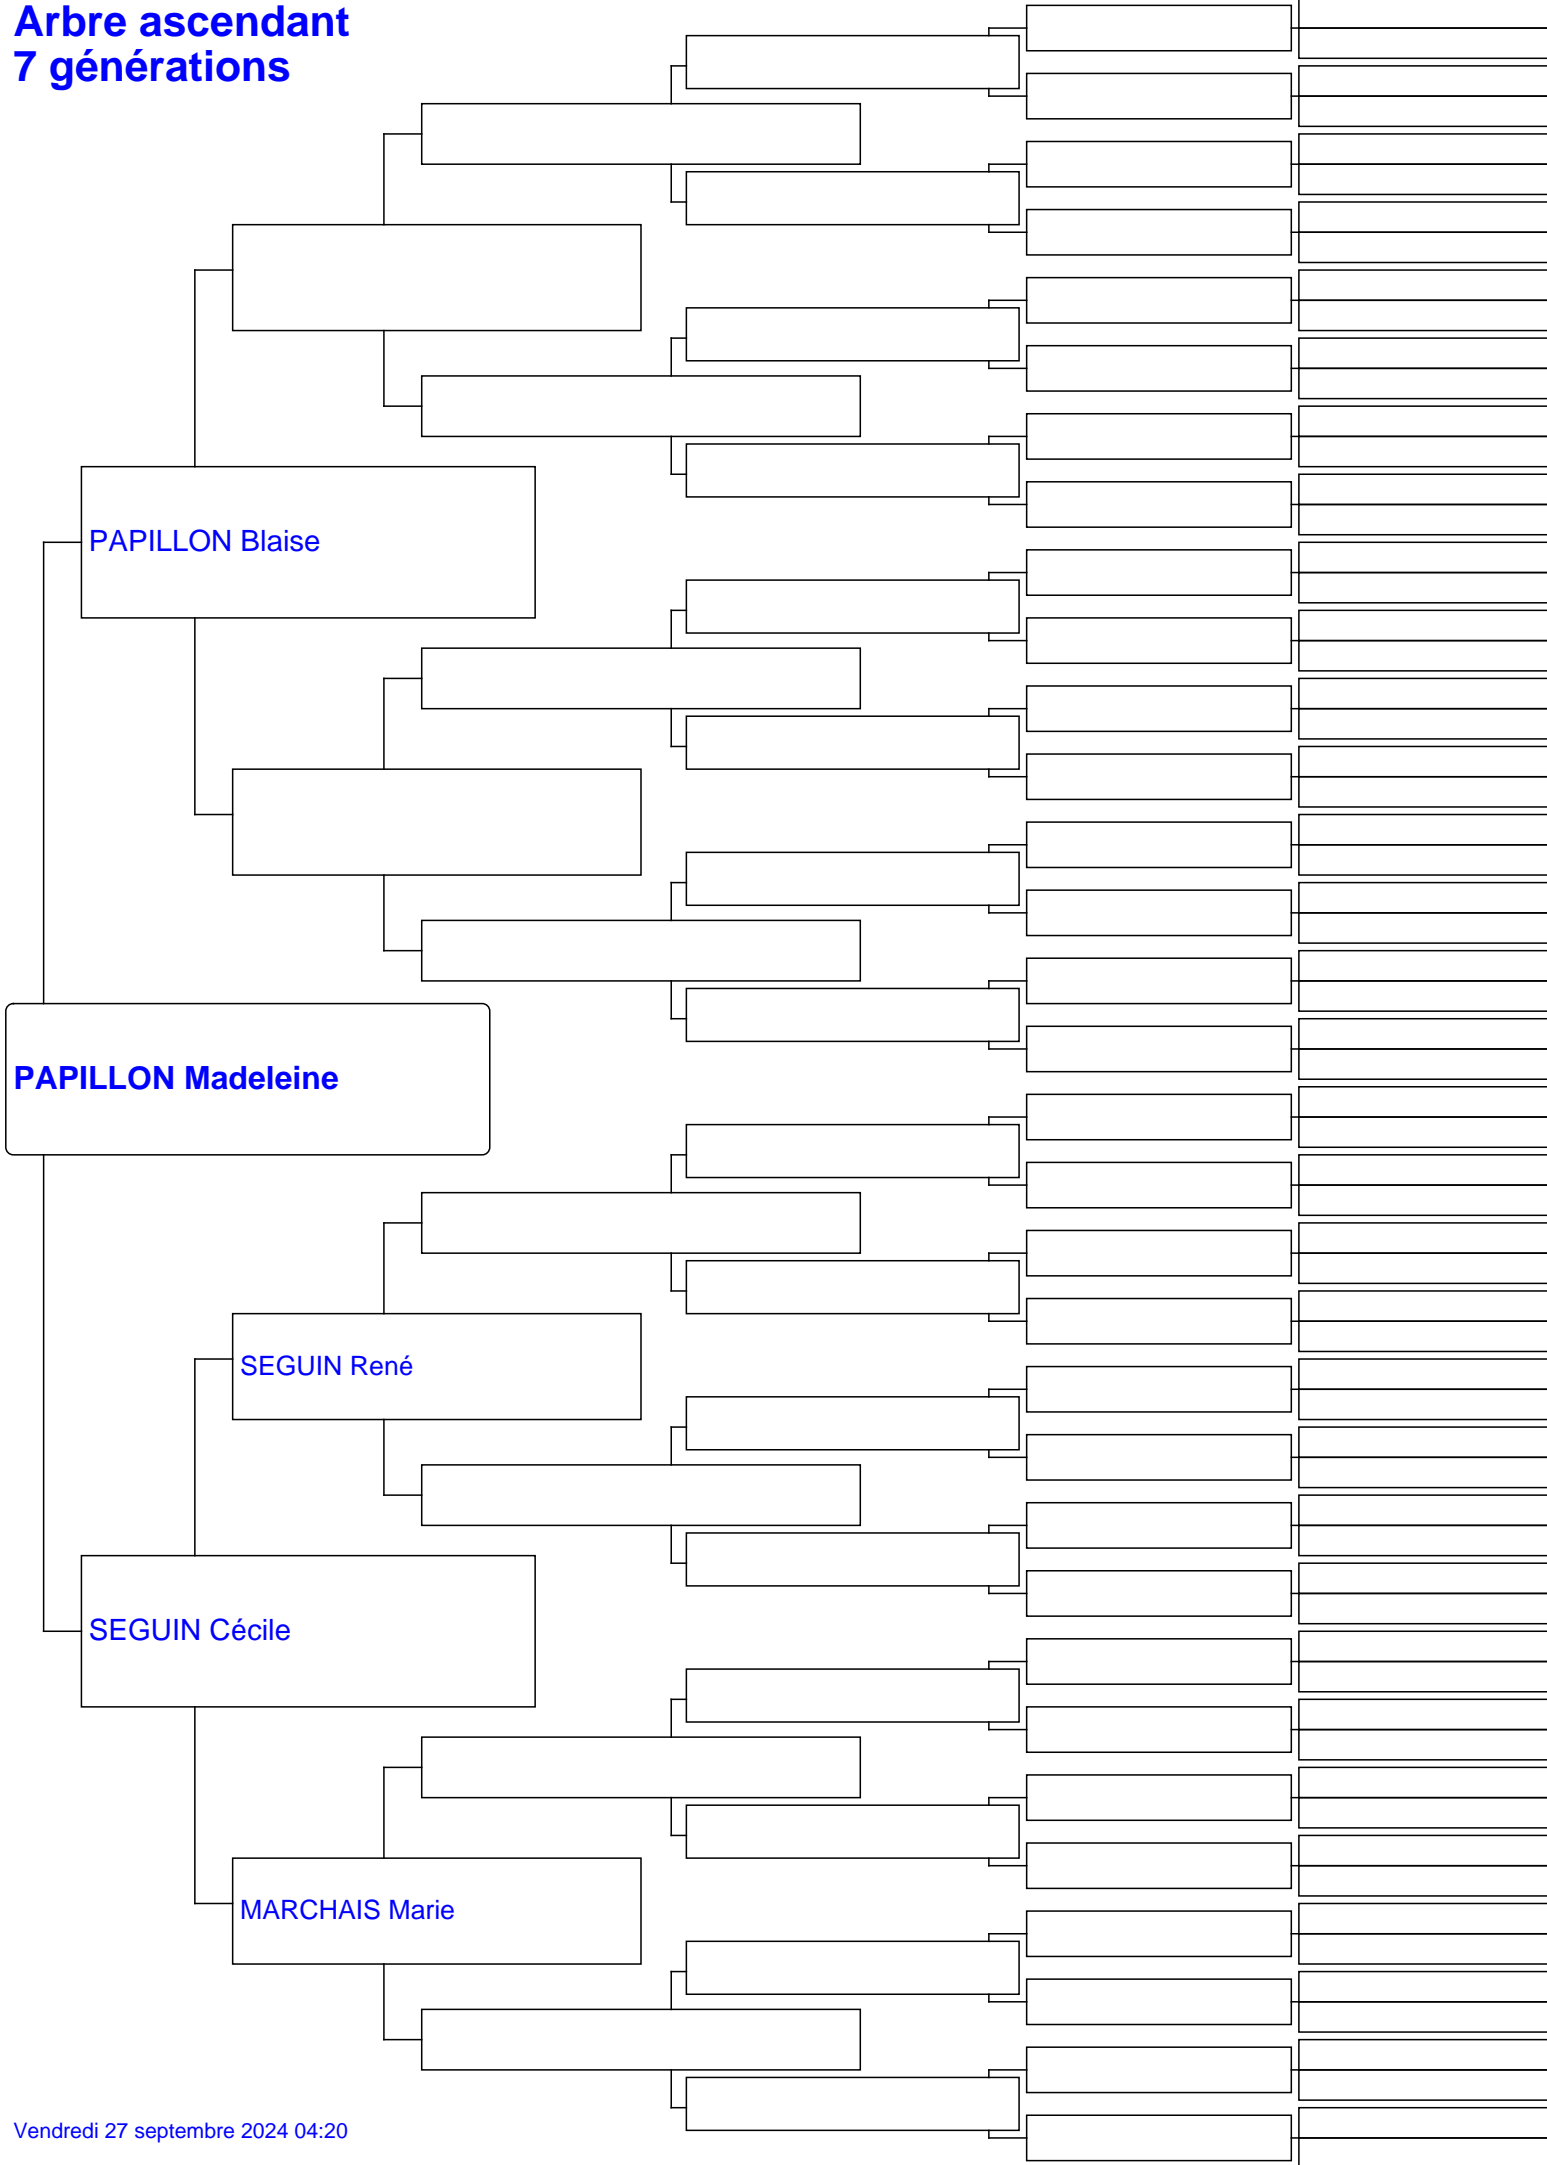 Arbre ascendant
7 générations
PAPILLON Blaise
PAPILLON Madeleine
SEGUIN René
SEGUIN Cécile
MARCHAIS Marie
Vendredi 27 septembre 2024 04:20